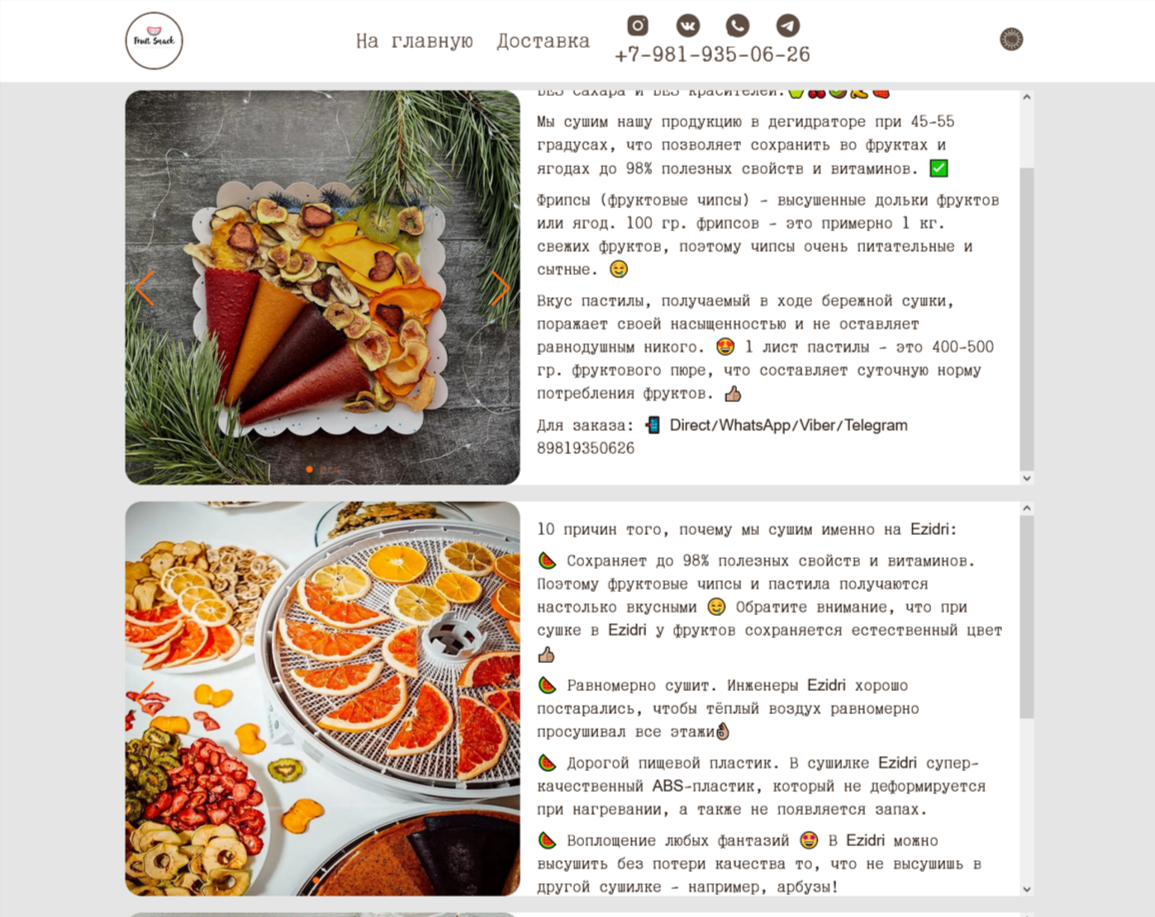 Fruit Snack
На главную Доставка
+7-981-935-06-26
БЕЗ сахара и БЕЗ красителей.🍏🍒🥝🍌🍓
Мы сушим нашу продукцию в дегидраторе при 45-55
градусах, что позволяет сохранить во фруктах и
ягодах до 98% полезных свойств и витаминов. ✅
Фрипсы (фруктовые чипсы) - высушенные дольки фруктов
или ягод. 100 гр. фрипсов - это примерно 1 кг.
свежих фруктов, поэтому чипсы очень питательные и
сытные. 😋
Вкус пастилы, получаемый в ходе бережной сушки,
поражает своей насыщенностью и не оставляет
равнодушным никого. 😍 1 лист пастилы - это 400-500
гр. фруктового пюре, что составляет суточную норму
потребления фруктов. 👍🏼
Для заказа: 📲 Direct/WhatsApp/Viber/Telegram
89819350626
10 причин того, почему мы сушим именно на Ezidri:
🍉 Сохраняет до 98% полезных свойств и витаминов.
Поэтому фруктовые чипсы и пастила получаются
настолько вкусными 😋 Обратите внимание, что при
сушке в Ezidri у фруктов сохраняется естественный цвет
👍🏼
🍉 Равномерно сушит. Инженеры Ezidri хорошо
постарались, чтобы тёплый воздух равномерно
просушивал все этажи👌🏼
🍉 Дорогой пищевой пластик. В сушилке Ezidri супер-
качественный ABS-пластик, который не деформируется
при нагревании, а также не появляется запах.
🍉 Воплощение любых фантазий 🤩 В Ezidri можно
высушить без потери качества то, что не высушишь в
другой сушилке - например, арбузы!